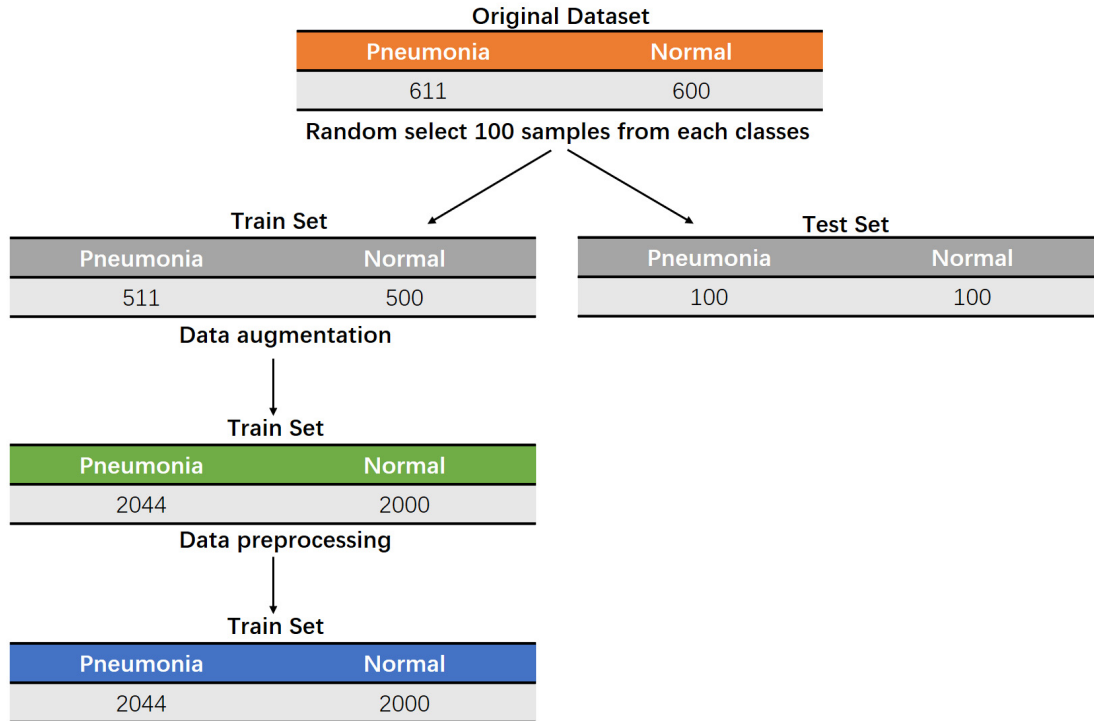 Original Dataset
Pneumonia Normal
611 600
Random select 100 samples from each classes
Train Set
Pneumonia Normal
511 500
Data augmentation
Test Set
Pneumonia Normal
100 100
Train Set
Pneumonia Normal
2044 2000
Data preprocessing
Train Set
Pneumonia Normal
2044 2000